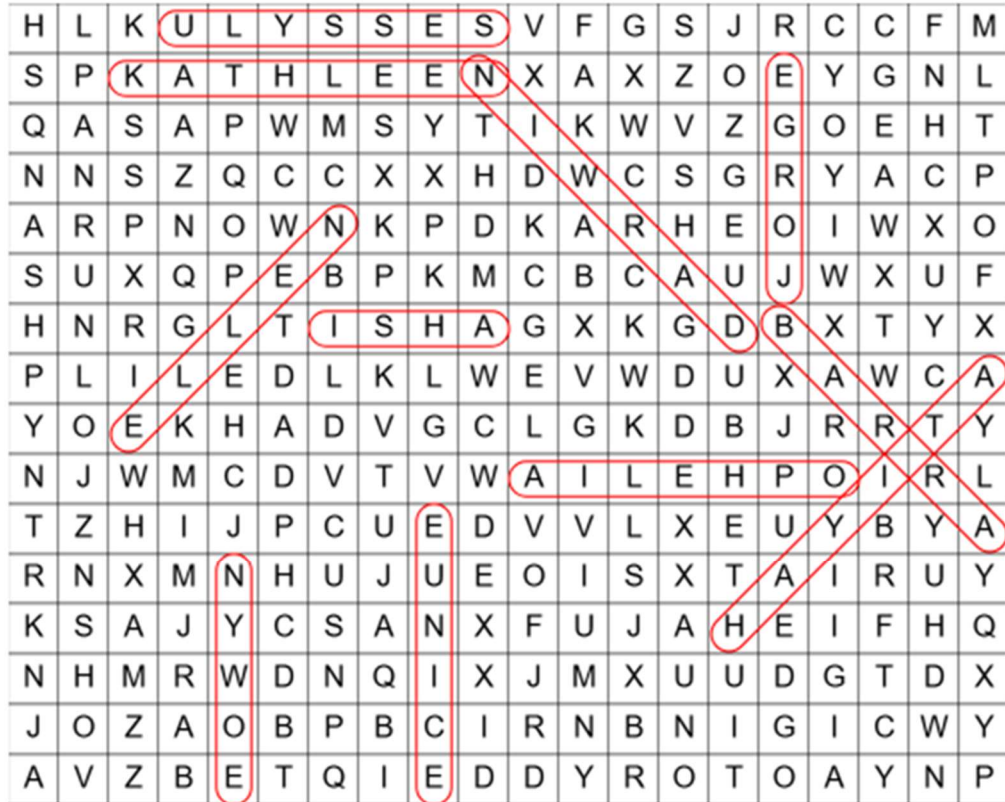 H L K U L Y S S E S V F G S J R C C F M
S P K A T H L E E N X A X Z O E Y G N L
Q A S A P W M S Y T I K W V Z G O E H T
N N S Z Q C C X X H D W C S G R Y A C P
A R P N O W N K P D K A R H E O I W X O
S U X Q P E B P K M C B C A U J W X U F
H N R G L T I S H A G X K G D B X T Y X
P L I L E D L K L W E V W D U X A W C A
Y O E K H A D V G C L G K D B J R R T Y
N J W M C D V T V W A I L E H P O I R L
T Z H I J P C U E D V V L X E U Y B Y A
R N X M N H U J U E O I S X T A I R U Y
K S A J Y C S A N X F U J A H E I F H Q
N H M R W D N Q I X J M X U U D G T D X
J O Z A O B P B C I R N B N I G I C W Y
A V Z B E T Q I E D D Y R O T O A Y N P